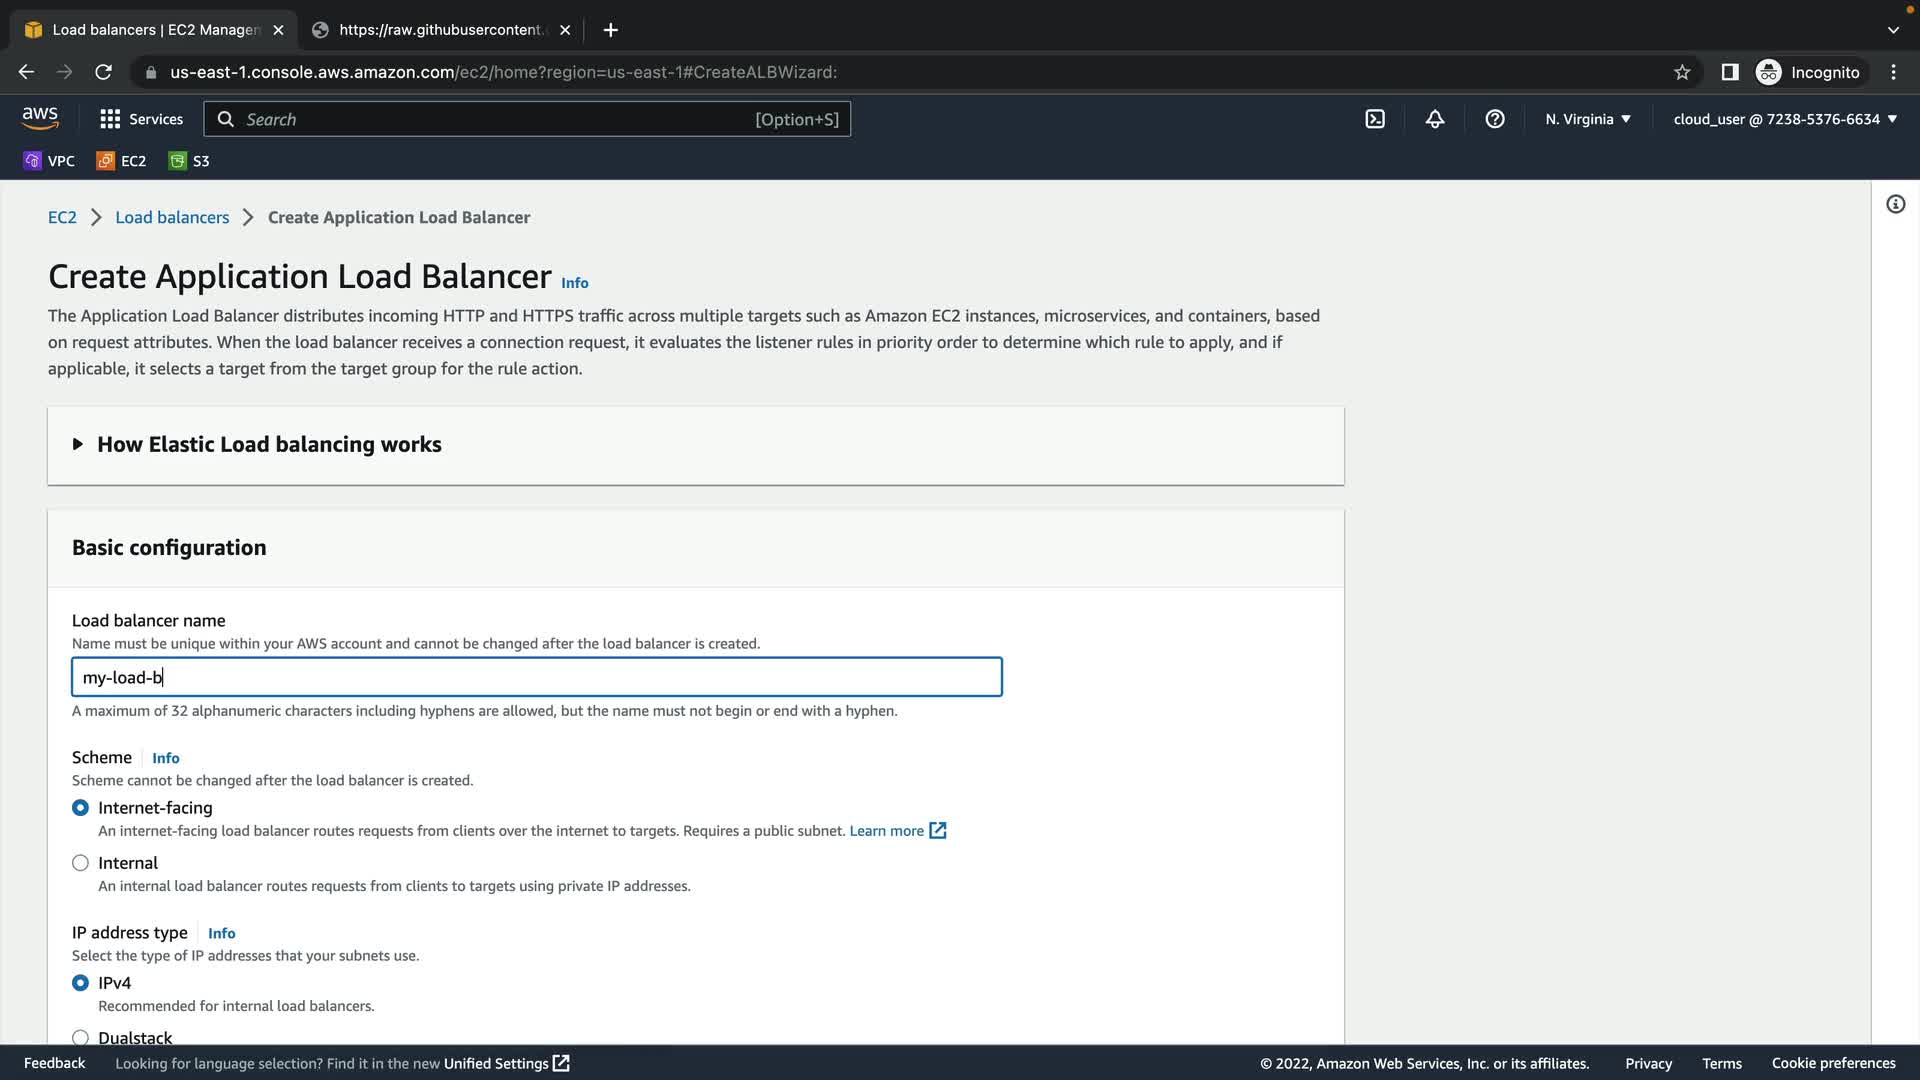 Load balancers | EC2 Managen
https://raw.githubusercontent.
us-east-1.console.aws.amazon.com/ec2/home?region=us-east-1#CreateALBWizard:
Incognito
aws
Services
Search
[Option+S]
N. Virginia
cloud_user @ 7238-5376-6634
VPC
EC2
S3
EC2
Load balancers
Create Application Load Balancer
Create Application Load Balancer Info
The Application Load Balancer distributes incoming HTTP and HTTPS traffic across multiple targets such as Amazon EC2 instances, microservices, and containers, based
on request attributes. When the load balancer receives a connection request, it evaluates the listener rules in priority order to determine which rule to apply, and if
applicable, it selects a target from the target group for the rule action.
How Elastic Load balancing works
Basic configuration
Load balancer name
Name must be unique within your AWS account and cannot be changed after the load balancer is created.
my-load-b
A maximum of 32 alphanumeric characters including hyphens are allowed, but the name must not begin or end with a hyphen.
Scheme Info
Scheme cannot be changed after the load balancer is created.
Internet-facing
An internet-facing load balancer routes requests from clients over the internet to targets. Requires a public subnet. Learn more
Internal
An internal load balancer routes requests from clients to targets using private IP addresses.
IP address type Info
Select the type of IP addresses that your subnets use.
IPv4
Recommended for internal load balancers.
Dualstack
Feedback
Looking for language selection? Find it in the new Unified Settings
© 2022, Amazon Web Services, Inc. or its affiliates.
Privacy
Terms
Cookie preferences